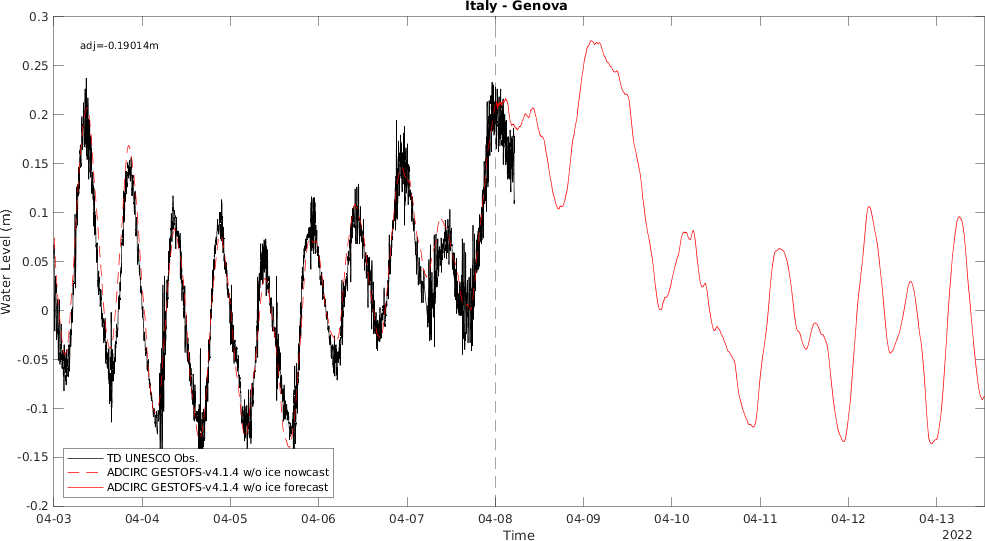 Italy - Genova
adj=-0.19014m
Water Level (m)
0.3
0.25
0.2
0.15
0.1
0.05
0
-0.05
-0.1
-0.15
-0.2
TD UNESCO Obs.
ADCIRC GESTOFS-v4.1.4 w/o ice nowcast
ADCIRC GESTOFS-v4.1.4 w/o ice forecast
04-03 04-04 04-05 04-06 04-07 04-08 04-09 04-10 04-11 04-12 04-13
Time
2022